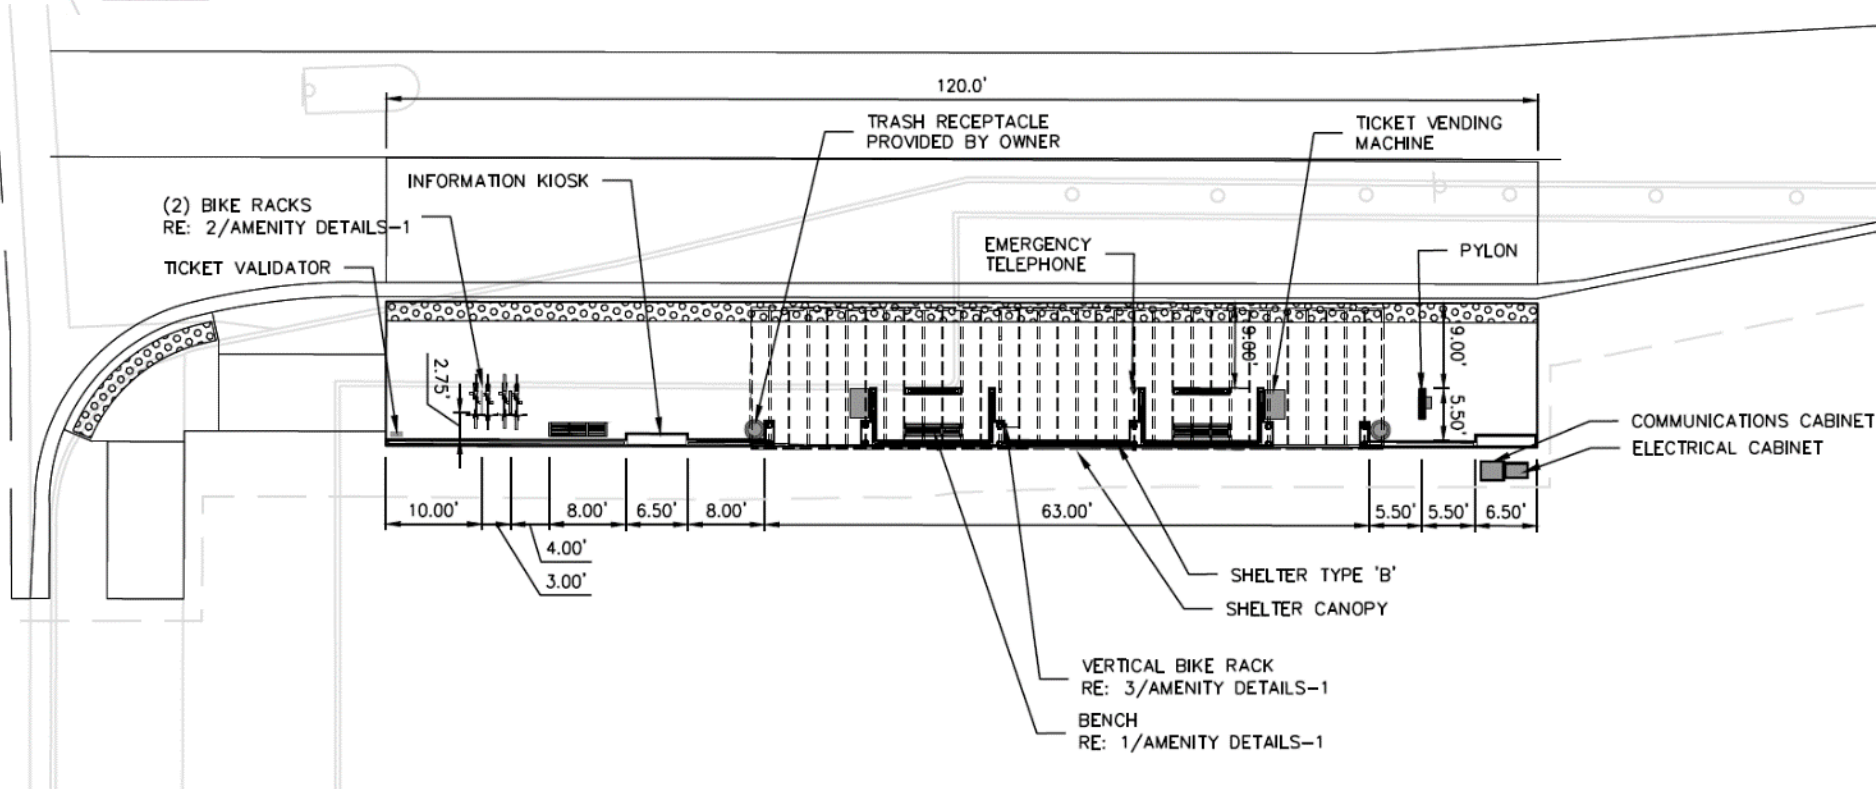 120.0'
TRASH RECEPTACLE
PROVIDED BY OWNER
TICKET VENDING
MACHINE
INFORMATION KIOSK
(2) BIKE RACKS
RE: 2/AMENITY DETAILS-1
TICKET VALIDATOR
EMERGENCY
TELEPHONE
PYLON
2.75'
9.00'
9.00'
5.50'
COMMUNICATIONS CABINET
ELECTRICAL CABINET
10.00'
8.00'
6.50'
8.00'
63.00'
5.50'
5.50'
6.50'
4.00'
3.00'
SHELTER TYPE 'B'
SHELTER CANOPY
VERTICAL BIKE RACK
RE: 3/AMENITY DETAILS-1
BENCH
RE: 1/AMENITY DETAILS-1